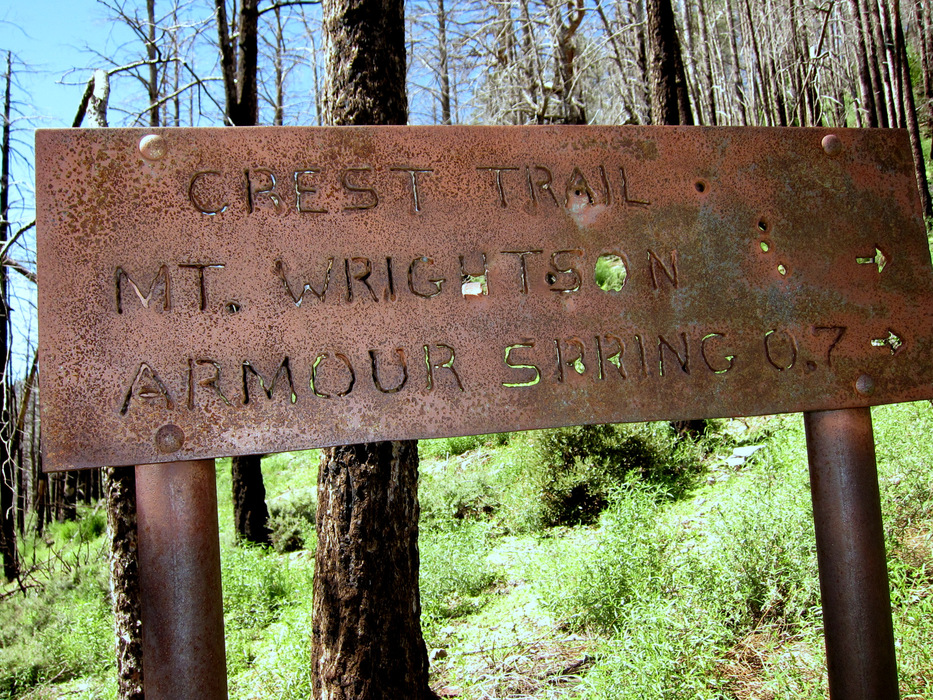 CREST TRAIL
MT. WRIGHTSON →
ARMOUR SPRING 0.7 →